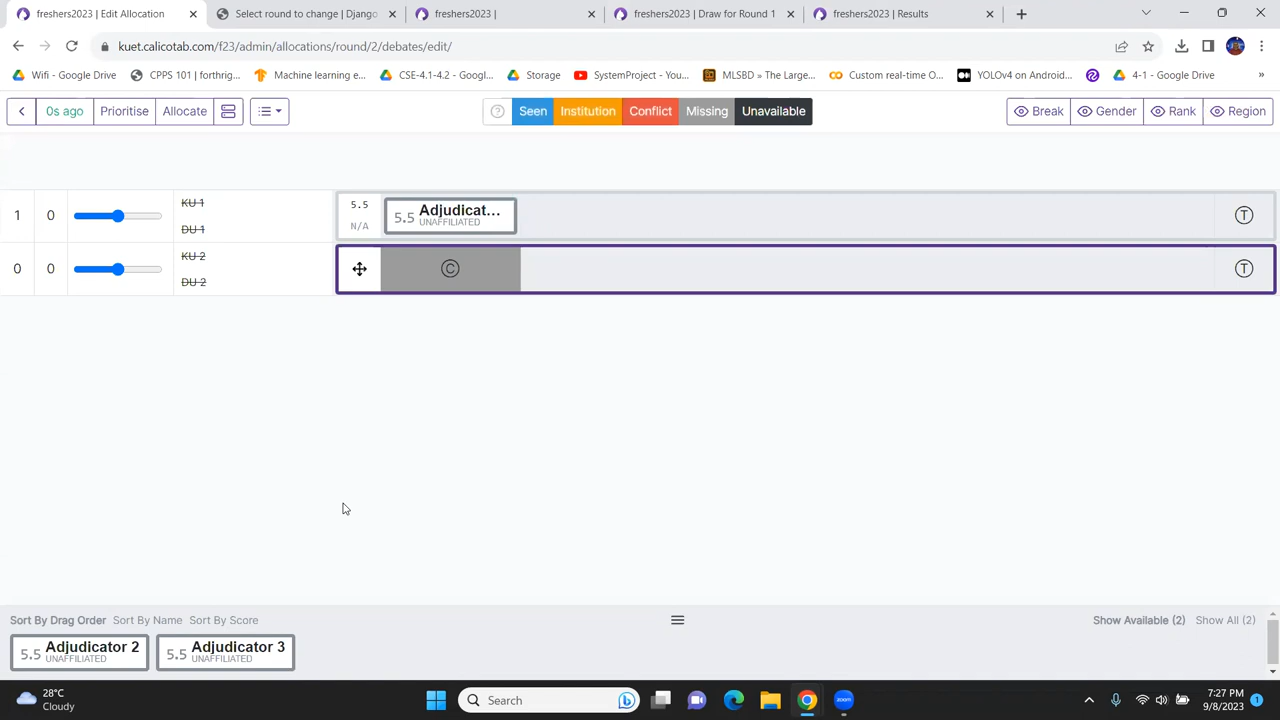 freshers2023 | Edit Allocation
Select round to change | Djang
freshers2023 |
freshers2023 | Draw for Round 1
freshers2023 | Results
kuet.calicotab.com/f23/admin/allocations/round/2/debates/edit/
Wifi - Google Drive
CPPS 101 | forthrig...
Machine learning e...
CSE-4.1-4.2 - Googl...
Storage
SystemProject - You...
MLSBD » The Large...
Custom real-time O...
YOLOv4 on Android...
4-1 - Google Drive
»
0s ago
Prioritise
Allocate
Seen
Institution
Conflict
Missing
Unavailable
Break
Gender
Rank
Region
1
0
KU 1
DU 1
5.5
N/A
5.5
Adjudicat...
UNAFFILIATED
T
0
0
KU 2
DU 2
C
T
Sort By Drag Order
Sort By Name
Sort By Score
Show Available (2)
Show All (2)
5.5
Adjudicator 2
UNAFFILIATED
5.5
Adjudicator 3
UNAFFILIATED
28°C
Cloudy
Search
zoom
7:27 PM
9/8/2023
1